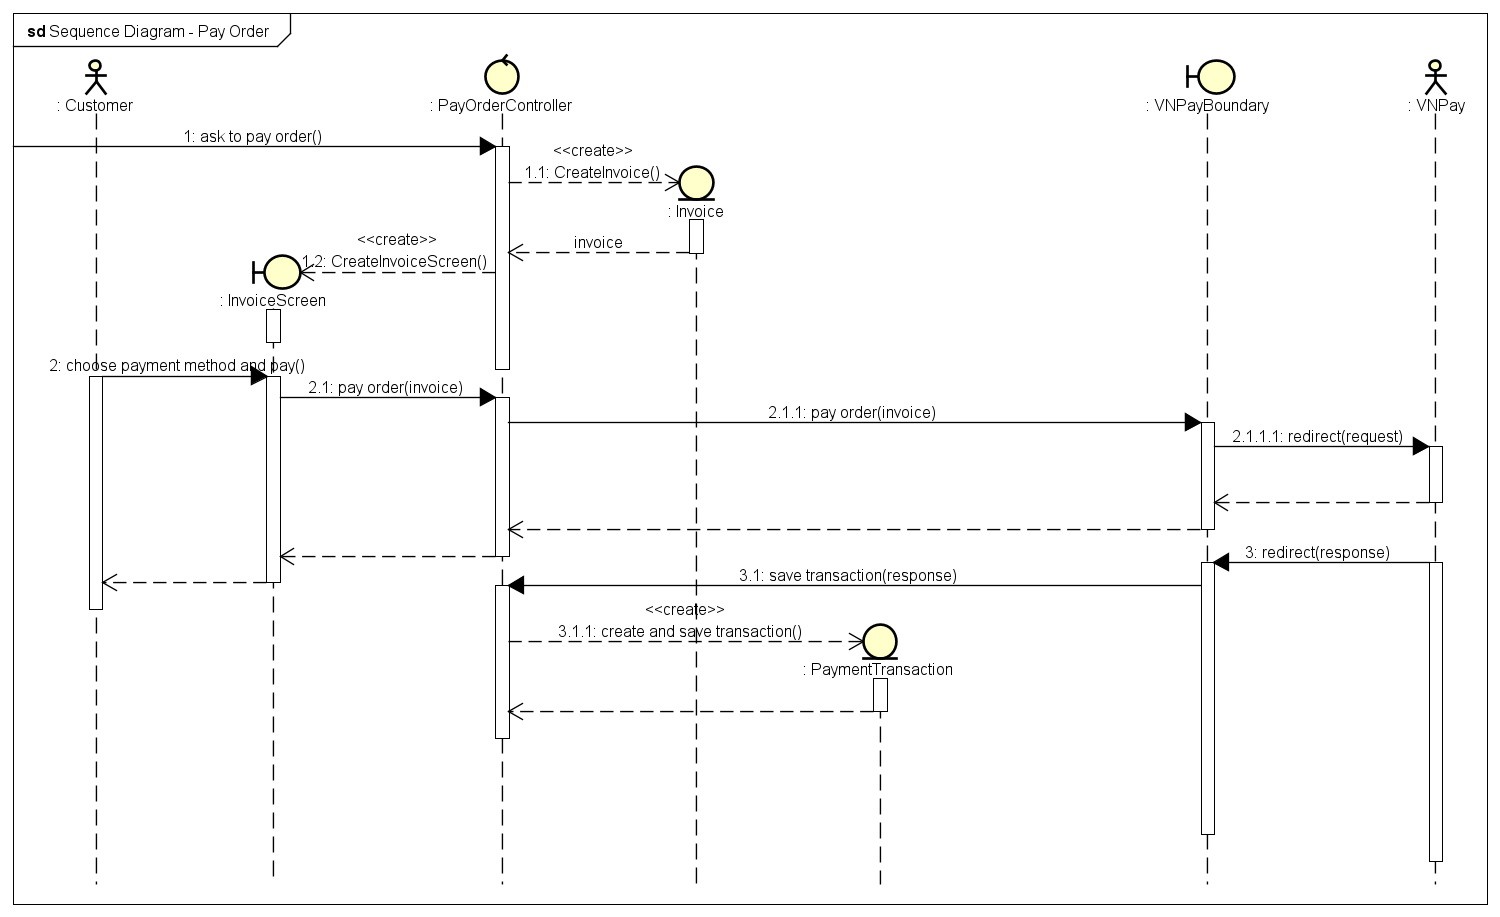 sd Sequence Diagram - Pay Order
: Customer
: PayOrderController
: VNPayBoundary
: VNPay
1: ask to pay order()
<<create>>
1.1: CreateInvoice()
: Invoice
invoice
<<create>>
1.2: CreateInvoiceScreen()
: InvoiceScreen
2: choose payment method and pay()
2.1: pay order(invoice)
2.1.1: pay order(invoice)
2.1.1.1: redirect(request)
3: redirect(response)
3.1: save transaction(response)
<<create>>
3.1.1: create and save transaction()
: PaymentTransaction